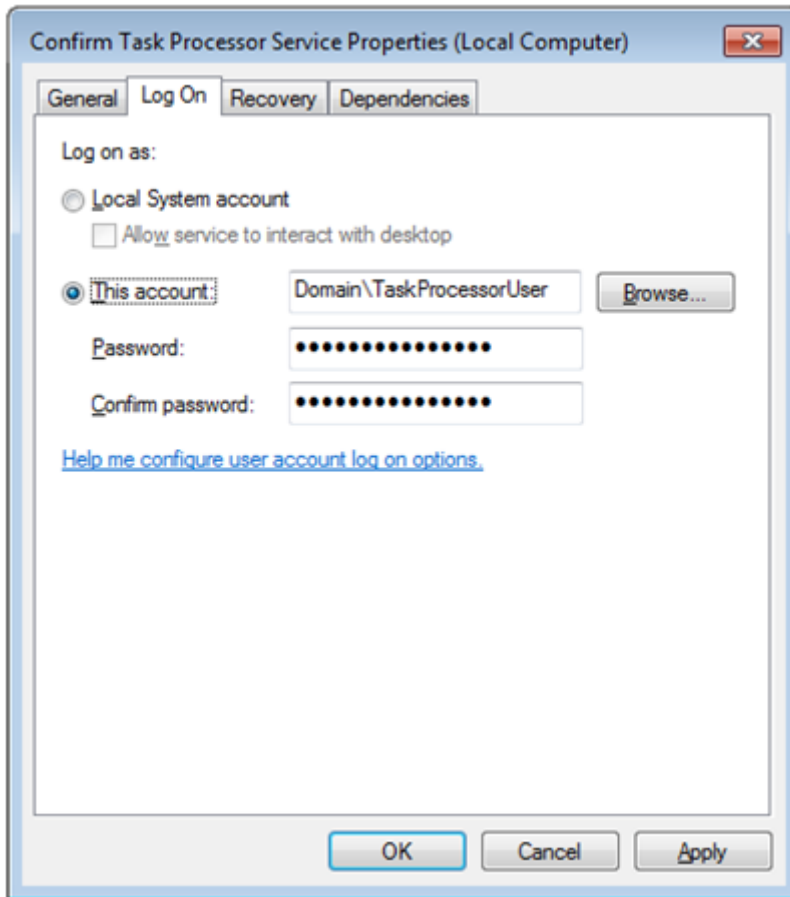 Confirm Task Processor Service Properties (Local Computer)
General Log On Recovery Dependencies
Log on as:
Local System account
Allow service to interact with desktop
This account: Domain\TaskProcessorUser Browse...
Password: •••••••••••••••
Confirm password: •••••••••••••••
Help me configure user account log on options.
OK Cancel Apply